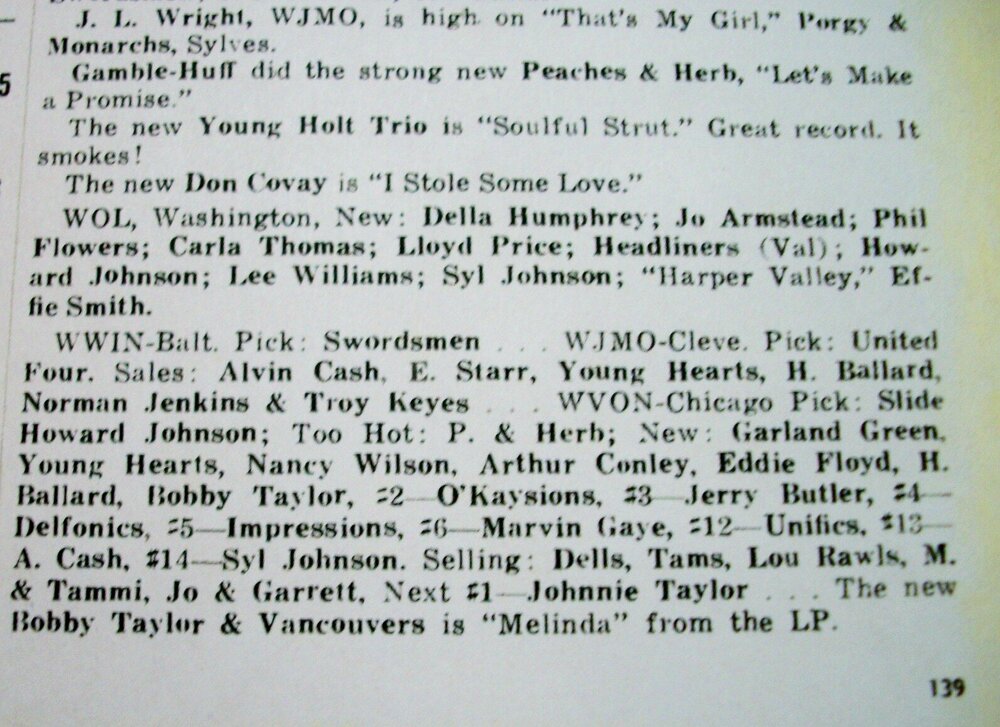 J. L. Wright, WJMO, is high on "That's My Girl," Porgy &
Monarchs, Sylves.
Gamble-Huff did the strong new Peaches & Herb, "Let's Make
a Promise."
The new Young Holt Trio is "Soulful Strut." Great record. It
smokes!
The new Don Covay is "I Stole Some Love."
WOL, Washington, New: Della Humphrey; Jo Armstead; Phil
Flowers; Carla Thomas; Lloyd Price; Headliners (Val); How-
ard Johnson; Lee Williams; Syl Johnson; "Harper Valley," Ef-
fie Smith.
WWIN-Balt. Pick: Swordsmen . . . WJMO-Cleve. Pick: United
Four. Sales: Alvin Cash, E. Starr, Young Hearts, H. Ballard,
Norman Jenkins & Troy Keyes . . . WVON-Chicago Pick: Slide
Howard Johnson; Too Hot: P. & Herb; New: Garland Green,
Young Hearts, Nancy Wilson, Arthur Conley, Eddie Floyd, H.
Ballard, Bobby Taylor, #2—O'Kaysions, #3—Jerry Butler, #4—
Delfonics, #5—Impressions, #6—Marvin Gaye, #12—Unifics, #13—
A. Cash, #14—Syl Johnson. Selling: Dells, Tams, Lou Rawls, M.
& Tammi, Jo & Garrett, Next #1—Johnnie Taylor . . . The new
Bobby Taylor & Vancouvers is "Melinda" from the LP.
5
139